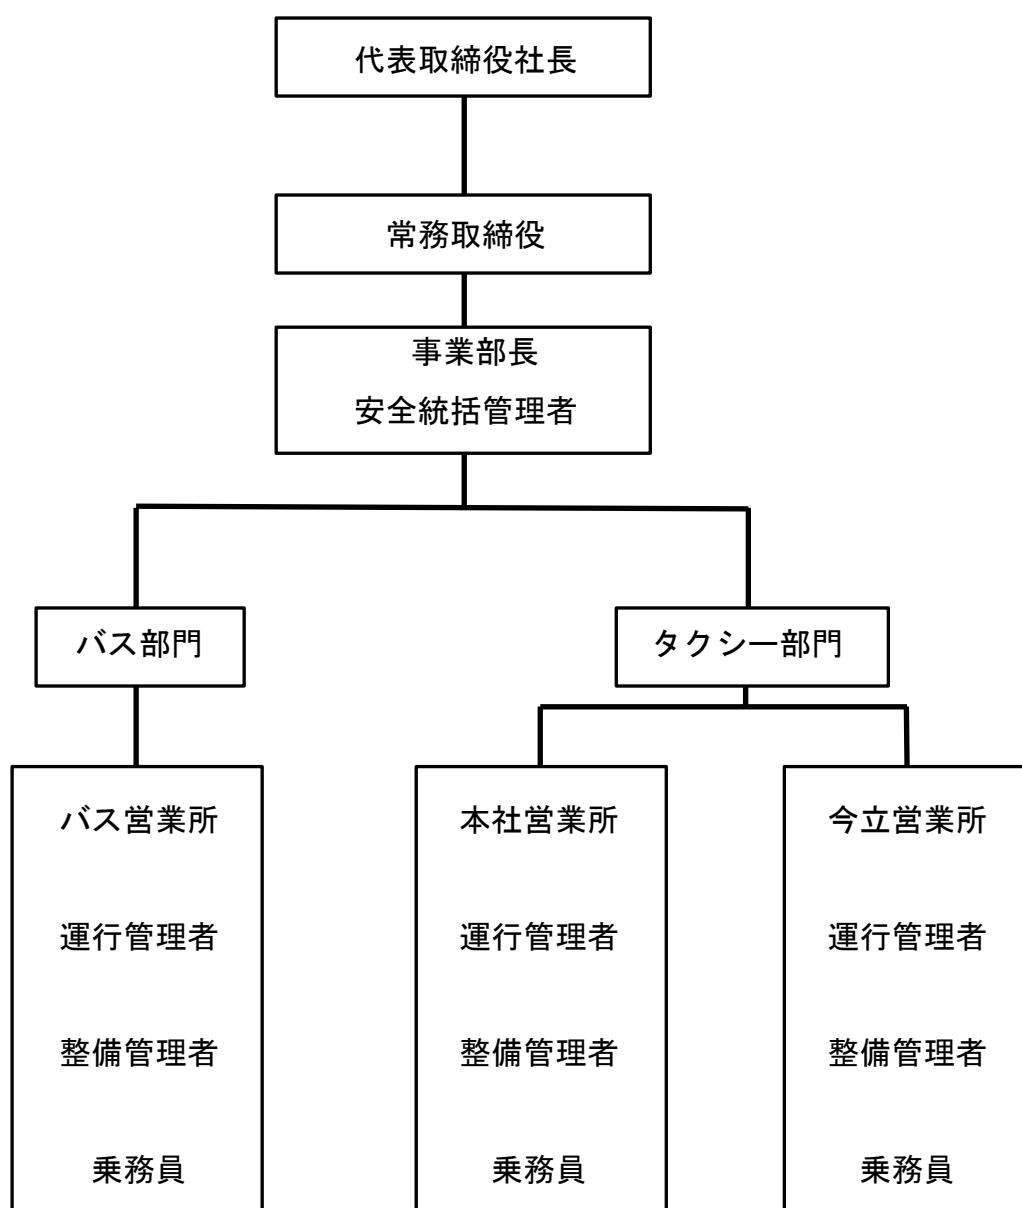 代表取締役社長
常務取締役
事業部長
安全統括管理者
バス部門
タクシー部門
バス営業所
運行管理者
整備管理者
乗務員
本社営業所
運行管理者
整備管理者
乗務員
今立営業所
運行管理者
整備管理者
乗務員